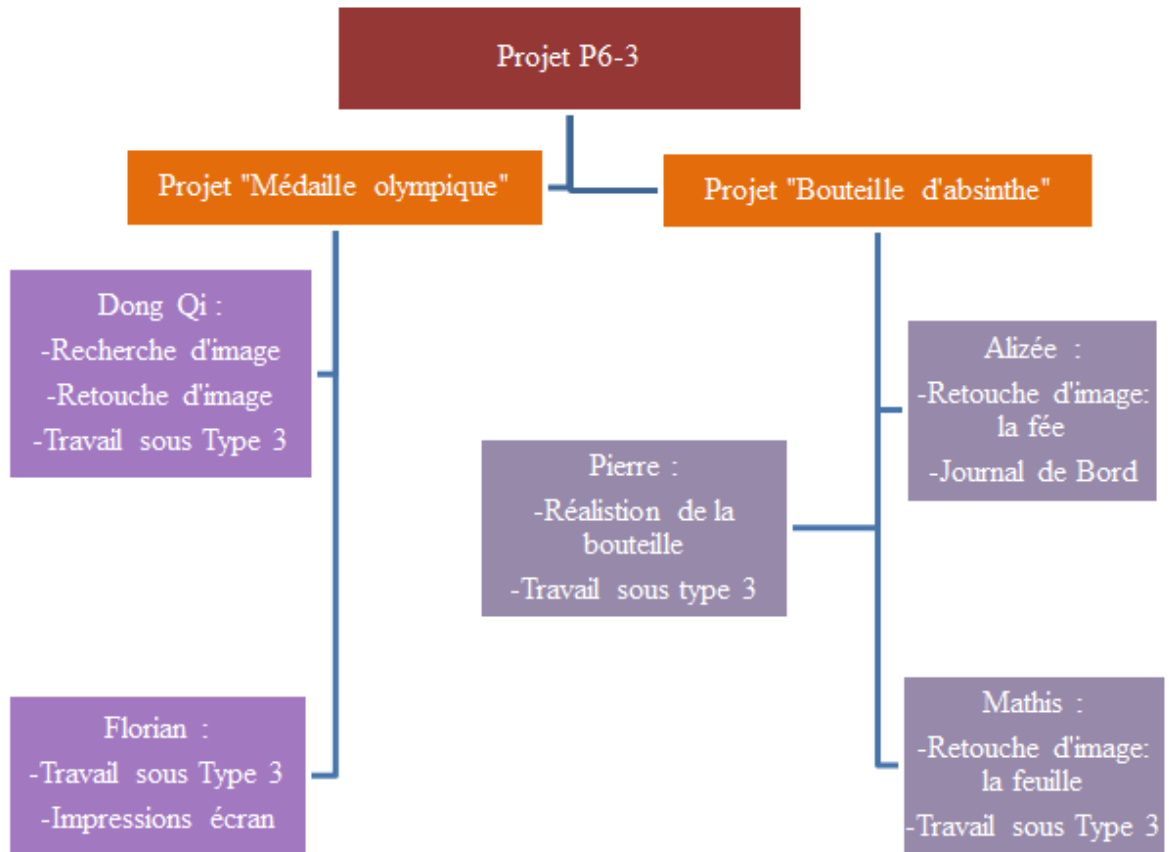 Projet P6-3
Projet "Médaille olympique"
Projet "Bouteille d'absinthe"
Dong Qi :
-Recherche d'image
-Retouche d'image
-Travail sous Type 3
Florian :
-Travail sous Type 3
-Impressions écran
Pierre :
-Réalistion de la
bouteille
-Travail sous type 3
Alizée :
-Retouche d'image:
la fée
-Journal de Bord
Mathis :
-Retouche d'image:
la feuille
-Travail sous Type 3